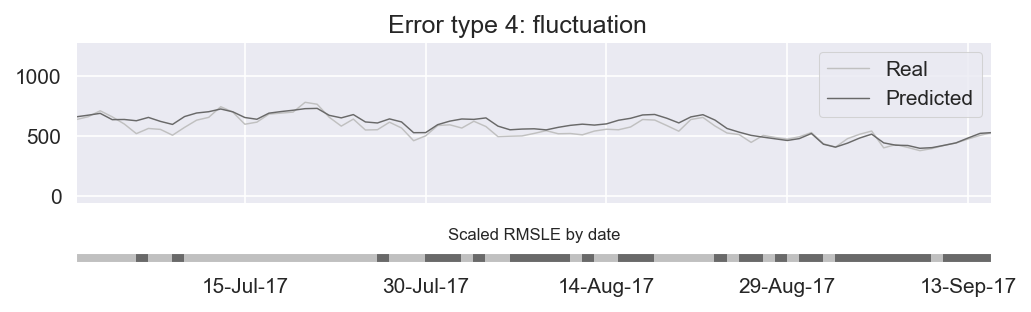 Error type 4: fluctuation
1000
Real
Predicted
500
0
Scaled RMSLE by date
15-Jul-17 30-Jul-17 14-Aug-17 29-Aug-17 13-Sep-17